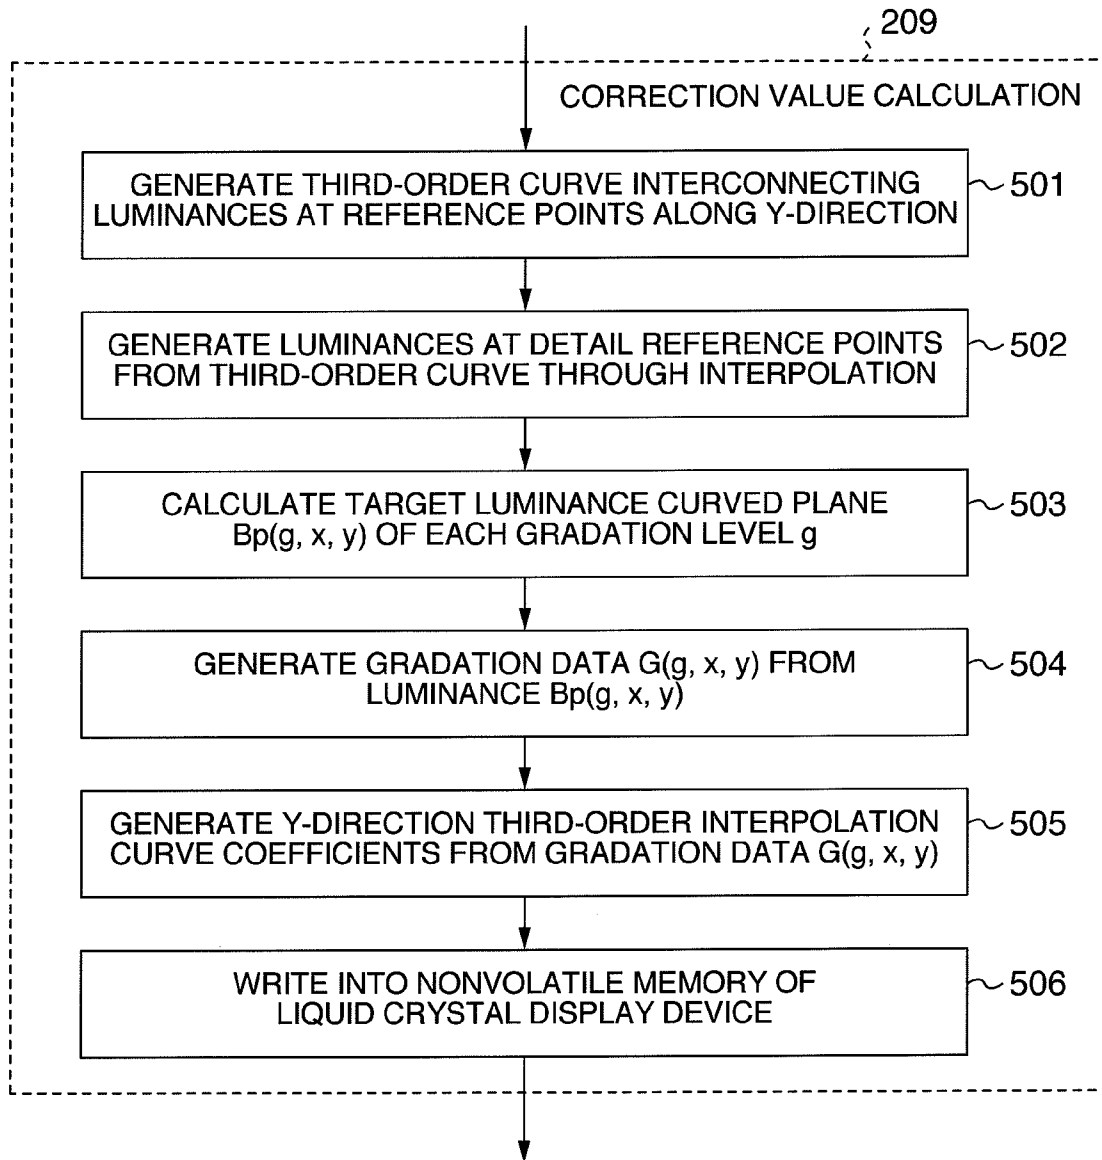 209
CORRECTION VALUE CALCULATION
GENERATE THIRD-ORDER CURVE INTERCONNECTING
LUMINANCES AT REFERENCE POINTS ALONG Y-DIRECTION
501
GENERATE LUMINANCES AT DETAIL REFERENCE POINTS
FROM THIRD-ORDER CURVE THROUGH INTERPOLATION
502
CALCULATE TARGET LUMINANCE CURVED PLANE
Bp(g, x, y) OF EACH GRADATION LEVEL g
503
GENERATE GRADATION DATA G(g, x, y) FROM
LUMINANCE Bp(g, x, y)
504
GENERATE Y-DIRECTION THIRD-ORDER INTERPOLATION
CURVE COEFFICIENTS FROM GRADATION DATA G(g, x, y)
505
WRITE INTO NONVOLATILE MEMORY OF
LIQUID CRYSTAL DISPLAY DEVICE
506